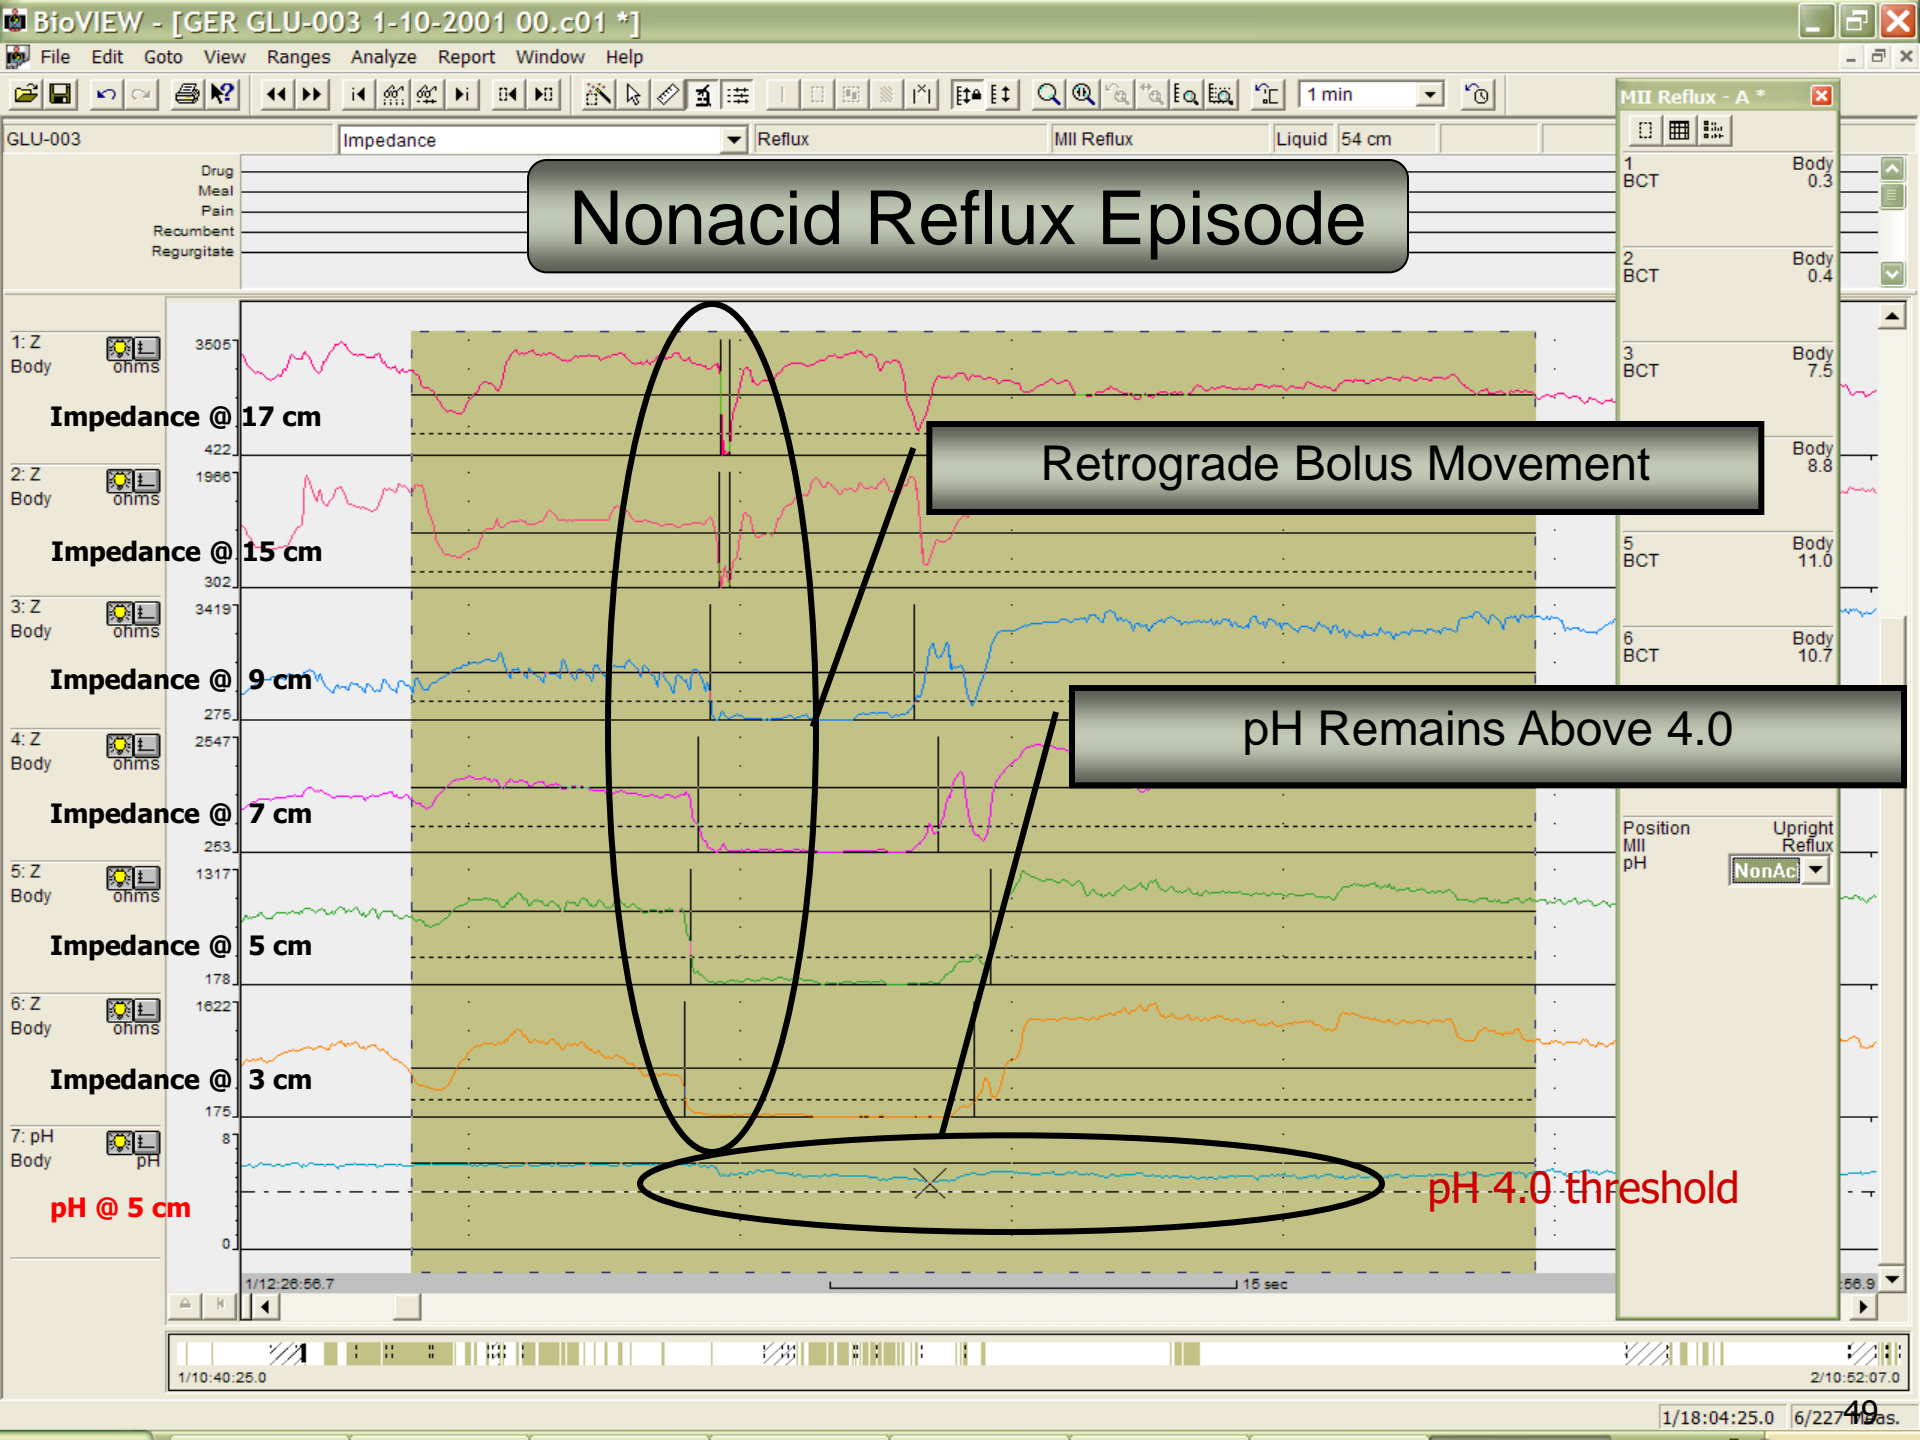 BioVIEW - [GER GLU-003 1-10-2001 00.c01 *]
File Edit Goto View Ranges Analyze Report Window Help
1 min
MII Reflux - A *
GLU-003 Impedance Reflux MII Reflux Liquid 54 cm
Drug
Meal
Pain
Recumbent
Regurgitate
Nonacid Reflux Episode
1 Body
BCT 0.3
2 Body
BCT 0.4
3 Body
BCT 7.5
Body
8.8
5 Body
BCT 11.0
6 Body
BCT 10.7
Position Upright
MII Reflux
pH NonAc
1: Z
Body ohms
3505
Impedance @ 17 cm
422
Retrograde Bolus Movement
2: Z
Body ohms
1966
Impedance @ 15 cm
302
3: Z
Body ohms
3419
Impedance @ 9 cm
275
pH Remains Above 4.0
4: Z
Body ohms
2547
Impedance @ 7 cm
253
5: Z
Body ohms
1317
Impedance @ 5 cm
178
6: Z
Body ohms
1622
Impedance @ 3 cm
175
7: pH
Body pH
8
pH @ 5 cm
pH 4.0 threshold
0
1/12:26:56.7 15 sec :56.9
1/10:40:25.0 2/10:52:07.0
1/18:04:25.0 6/227
49